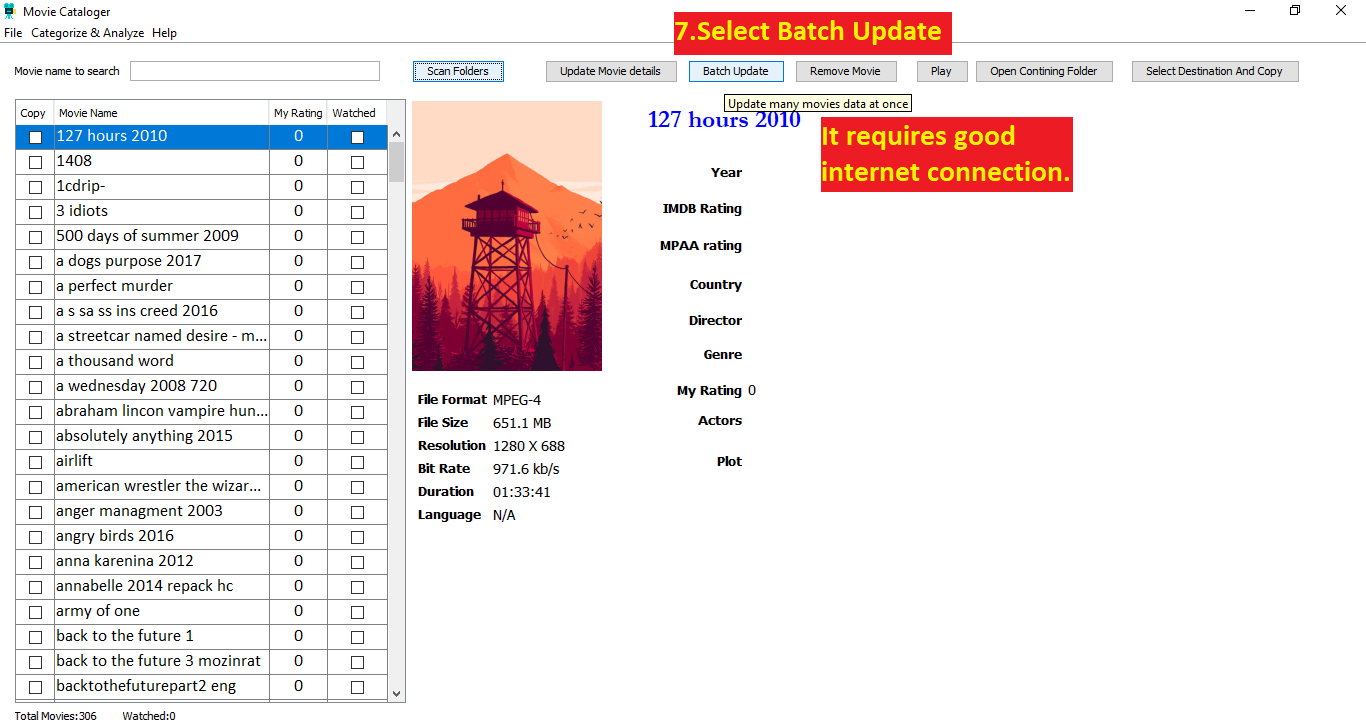 Movie Cataloger
File Categorize & Analyze Help
7.Select Batch Update
Movie name to search
Scan Folders
Update Movie details
Batch Update
Remove Movie
Play
Open Contining Folder
Select Destination And Copy
Update many movies data at once
Copy Movie Name My Rating Watched
127 hours 2010 0
1408 0
1cdrip- 0
3 idiots 0
500 days of summer 2009 0
a dogs purpose 2017 0
a perfect murder 0
a s sa ss ins creed 2016 0
a streetcar named desire - m... 0
a thousand word 0
a wednesday 2008 720 0
abraham lincon vampire hun... 0
absolutely anything 2015 0
airlift 0
american wrestler the wizar... 0
anger managment 2003 0
angry birds 2016 0
anna karenina 2012 0
annabelle 2014 repack hc 0
army of one 0
back to the future 1 0
back to the future 3 mozinrat 0
backtothefuturepart2 eng 0
Total Movies:306 Watched:0
File Format MPEG-4
File Size 651.1 MB
Resolution 1280 X 688
Bit Rate 971.6 kb/s
Duration 01:33:41
Language N/A
127 hours 2010
It requires good
internet connection.
Year
IMDB Rating
MPAA rating
Country
Director
Genre
My Rating 0
Actors
Plot